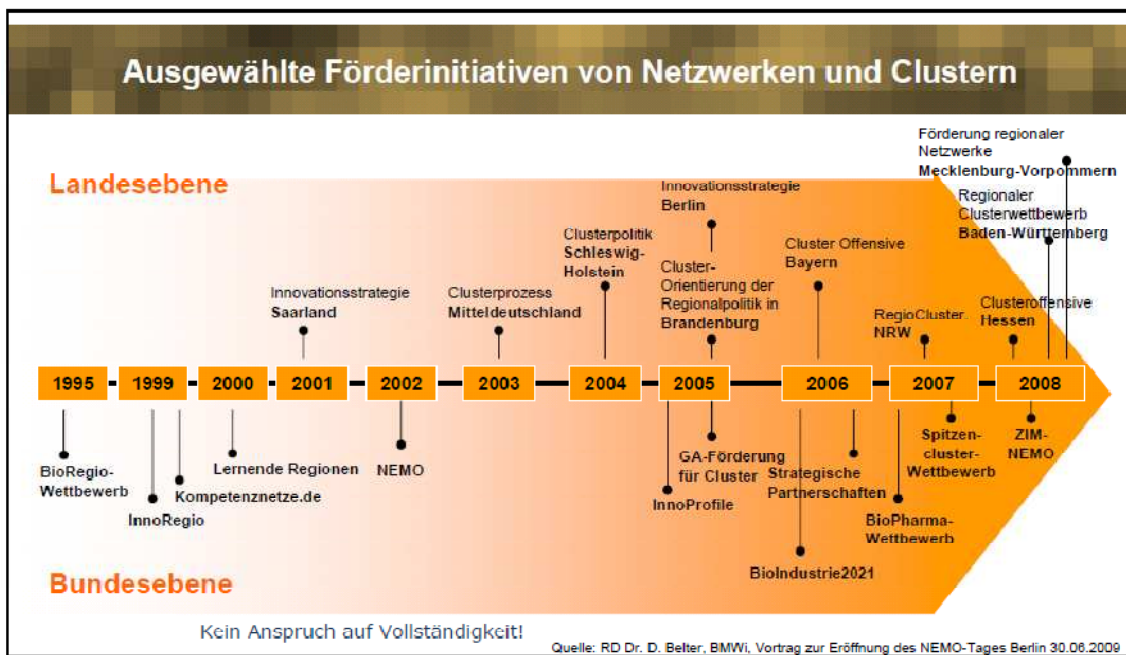 Ausgewählte Förderinitiativen von Netzwerken und Clustern
Förderung regionaler
Netzwerke
Mecklenburg-Vorpommern
Landesebene
Innovationsstrategie
Berlin
Regionaler
Clusterwettbewerb
Baden-Württemberg
Clusterpolitik
Schleswig-
Holstein
Cluster Offensive
Bayern
Cluster-
Orientierung der
Regionalpolitik in
Brandenburg
Innovationsstrategie
Saarland
Clusterprozess
Mitteldeutschland
RegioCluster.
NRW
Clusteroffensive
Hessen
1995
1999
2000
2001
2002
2003
2004
2005
2006
2007
2008
BioRegio-
Wettbewerb
InnoRegio
Kompetenznetze.de
Lernende Regionen
NEMO
InnoProfile
GA-Förderung
für Cluster
BioIndustrie2021
Strategische
Partnerschaften
BioPharma-
Wettbewerb
Spitzen-
cluster-
Wettbewerb
ZIM-
NEMO
Bundesebene
Kein Anspruch auf Vollständigkeit!
Quelle: RD Dr. D. Belter, BMWi, Vortrag zur Eröffnung des NEMO-Tages Berlin 30.06.2009